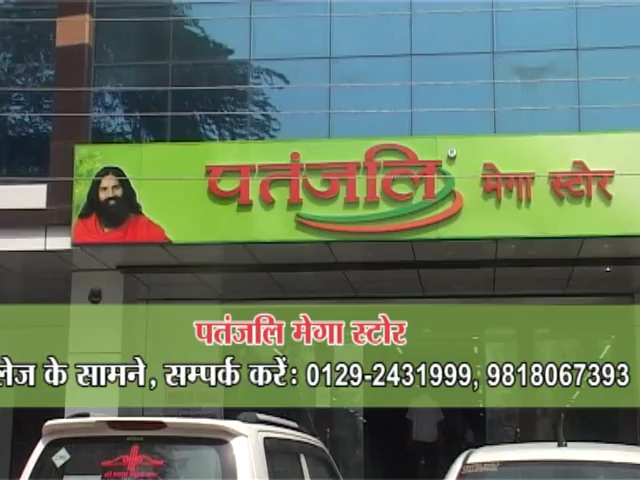 पतंजलि मेगा स्टोर
पतंजलि मेगा स्टोर
लेज के सामने, सम्पर्क करें: 0129-2431999, 9818067393